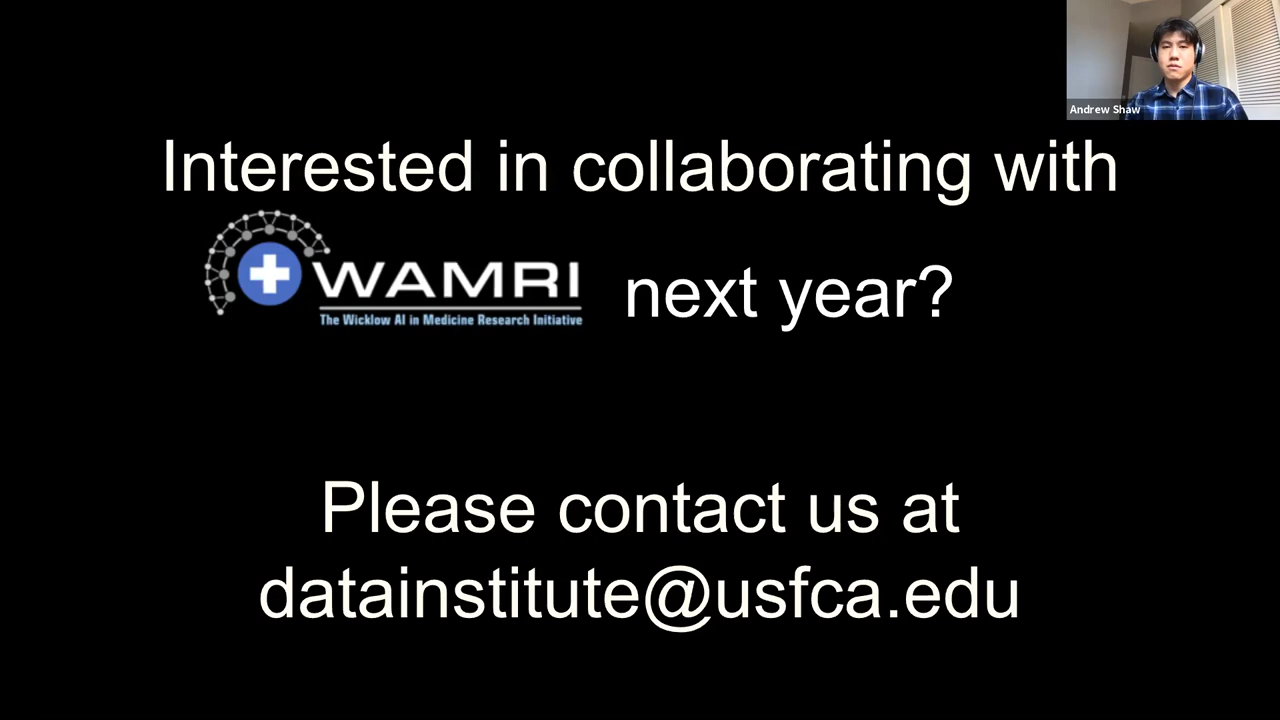 Andrew Shaw
Interested in collaborating with
WAMRI next year?
The Wicklow AI in Medicine Research Initiative
Please contact us at
datainstitute@usfca.edu